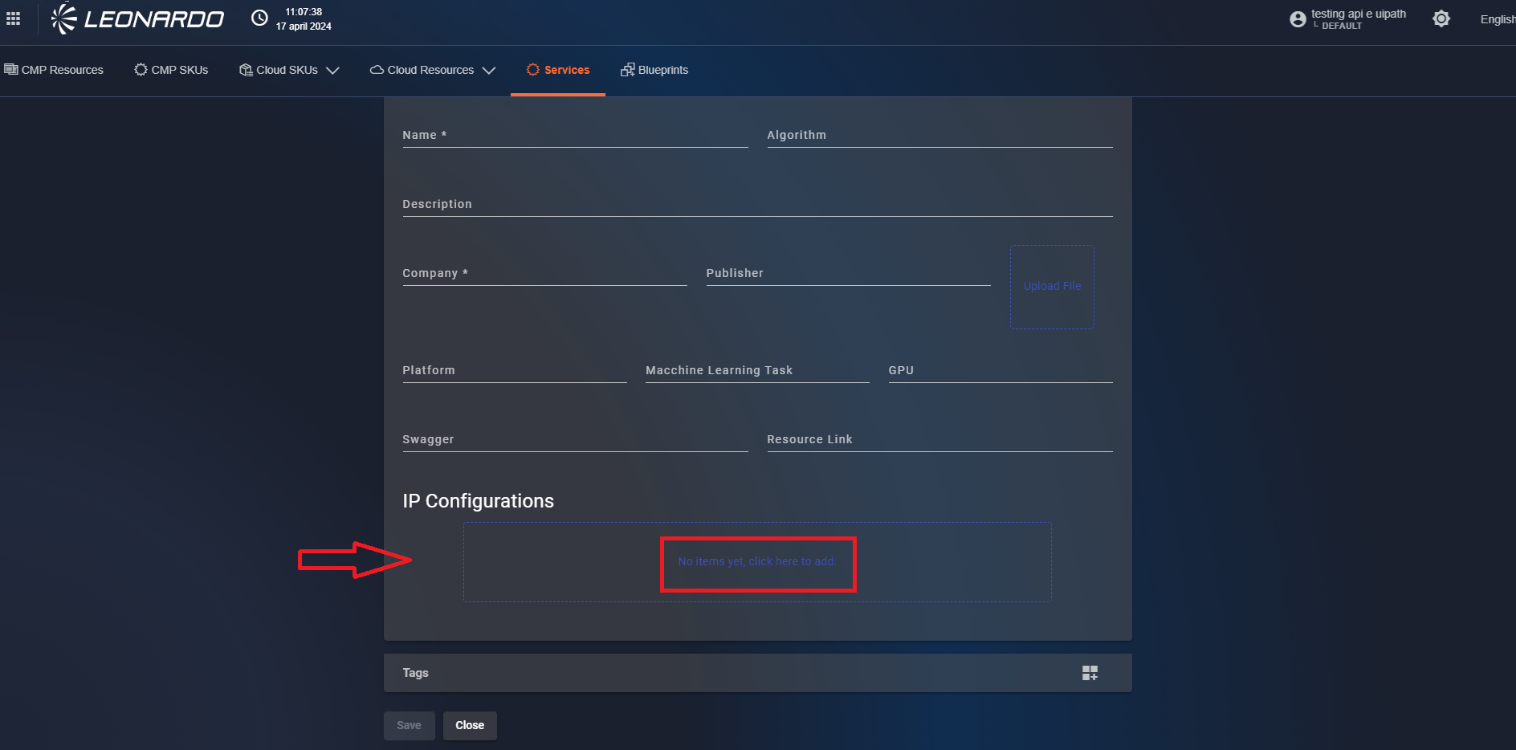 LEONARDO
11:07:38
17 april 2024
testing api e uipath
DEFAULT
English
CMP Resources
CMP SKUs
Cloud SKUs
Cloud Resources
Services
Blueprints
Name *
Algorithm
Description
Company *
Publisher
Upload File
Platform
Macchine Learning Task
GPU
Swagger
Resource Link
IP Configurations
No items yet, click here to add.
Tags
Save
Close